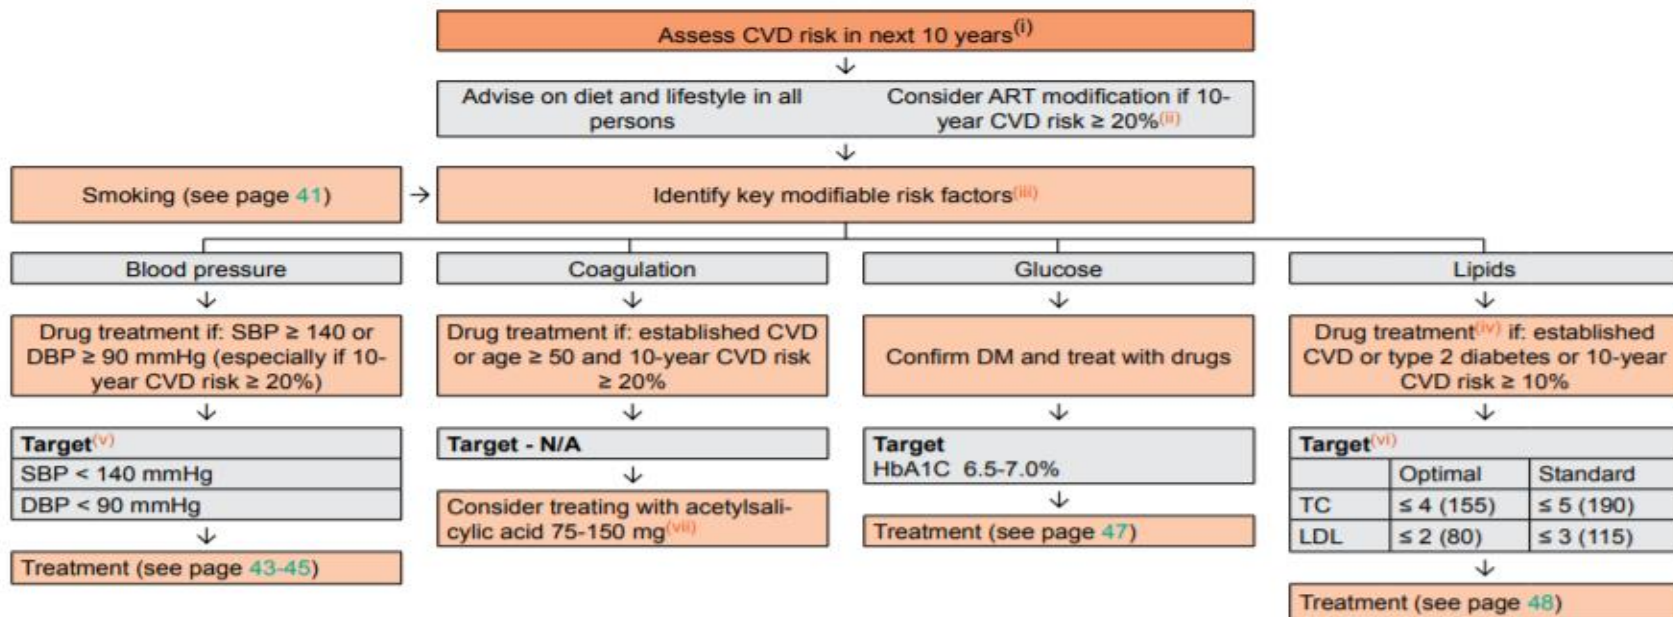 Assess CVD risk in next 10 years(i)
Advise on diet and lifestyle in all
persons
Consider ART modification if 10-
year CVD risk ≥ 20%(ii)
Smoking (see page 41)
Identify key modifiable risk factors(iii)
Blood pressure
Drug treatment if: SBP ≥ 140 or
DBP ≥ 90 mmHg (especially if 10-
year CVD risk ≥ 20%)
Target(v)
SBP < 140 mmHg
DBP < 90 mmHg
Treatment (see page 43-45)
Coagulation
Drug treatment if: established CVD
or age ≥ 50 and 10-year CVD risk
≥ 20%
Target - N/A
Consider treating with acetylsali-
cylic acid 75-150 mg(vii)
Glucose
Confirm DM and treat with drugs
Target
HbA1C 6.5-7.0%
Treatment (see page 47)
Lipids
Drug treatment(iv) if: established
CVD or type 2 diabetes or 10-year
CVD risk ≥ 10%
Target(vi)
Optimal Standard
TC ≤ 4 (155) ≤ 5 (190)
LDL ≤ 2 (80) ≤ 3 (115)
Treatment (see page 48)